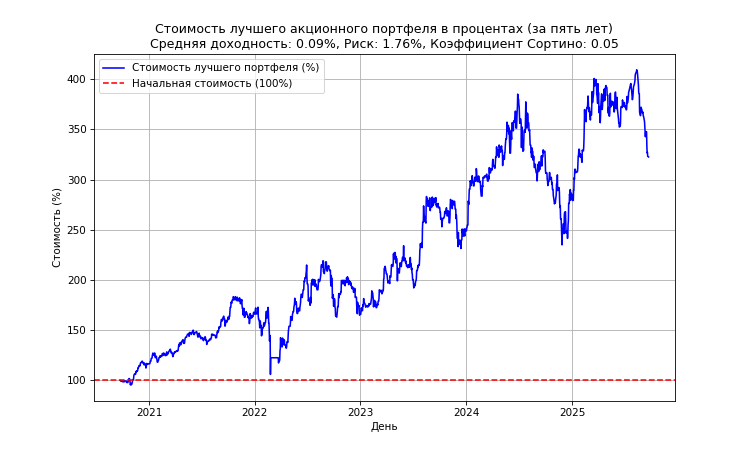 Стоимость лучшего акционного портфеля в процентах (за пять лет)
Средняя доходность: 0.09%, Риск: 1.76%, Коэффициент Сортино: 0.05
Стоимость лучшего портфеля (%)
Начальная стоимость (100%)
Стоимость (%)
400
350
300
250
200
150
100
2021 2022 2023 2024 2025
День